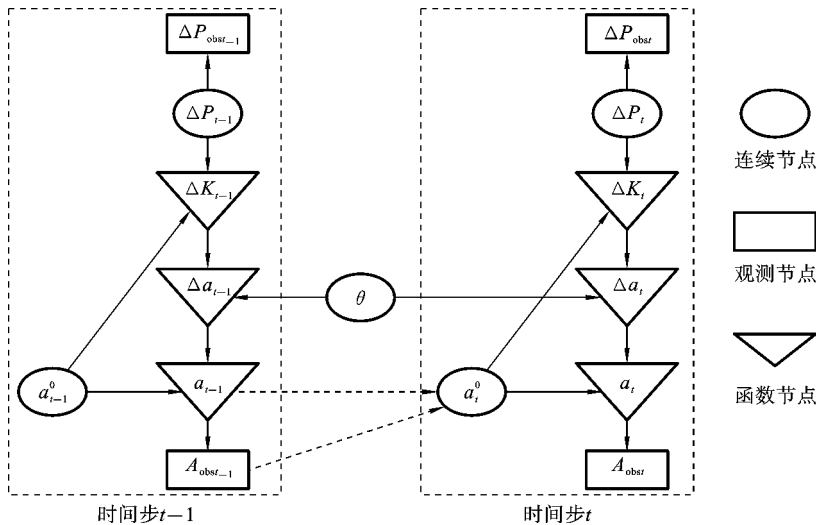 ΔP_obst−1 ΔP_obst
ΔP_t−1 ΔP_t
连续节点
ΔK_t−1 ΔK_t
观测节点
Δa_t−1 θ Δa_t
a⁰_t−1 a_t−1 a⁰_t a_t
函数节点
A_obst−1 A_obst
时间步t−1 时间步t